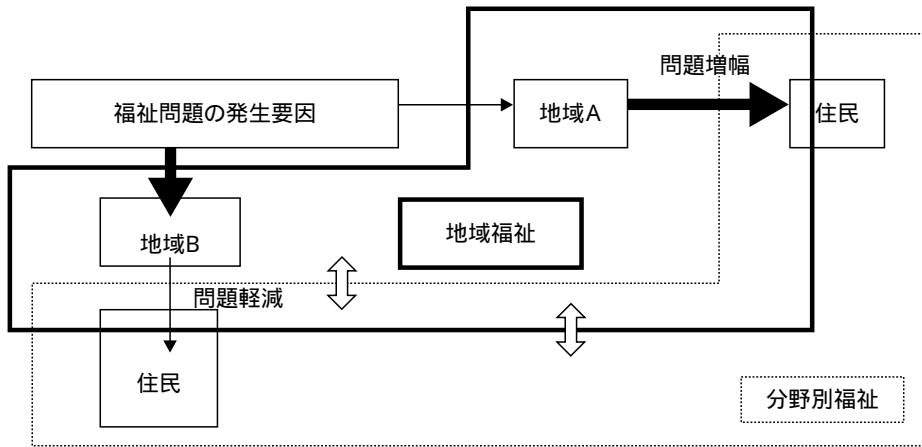 問題増幅
福祉問題の発生要因
地域A
住民
地域B
地域福祉
問題軽減
住民
分野別福祉